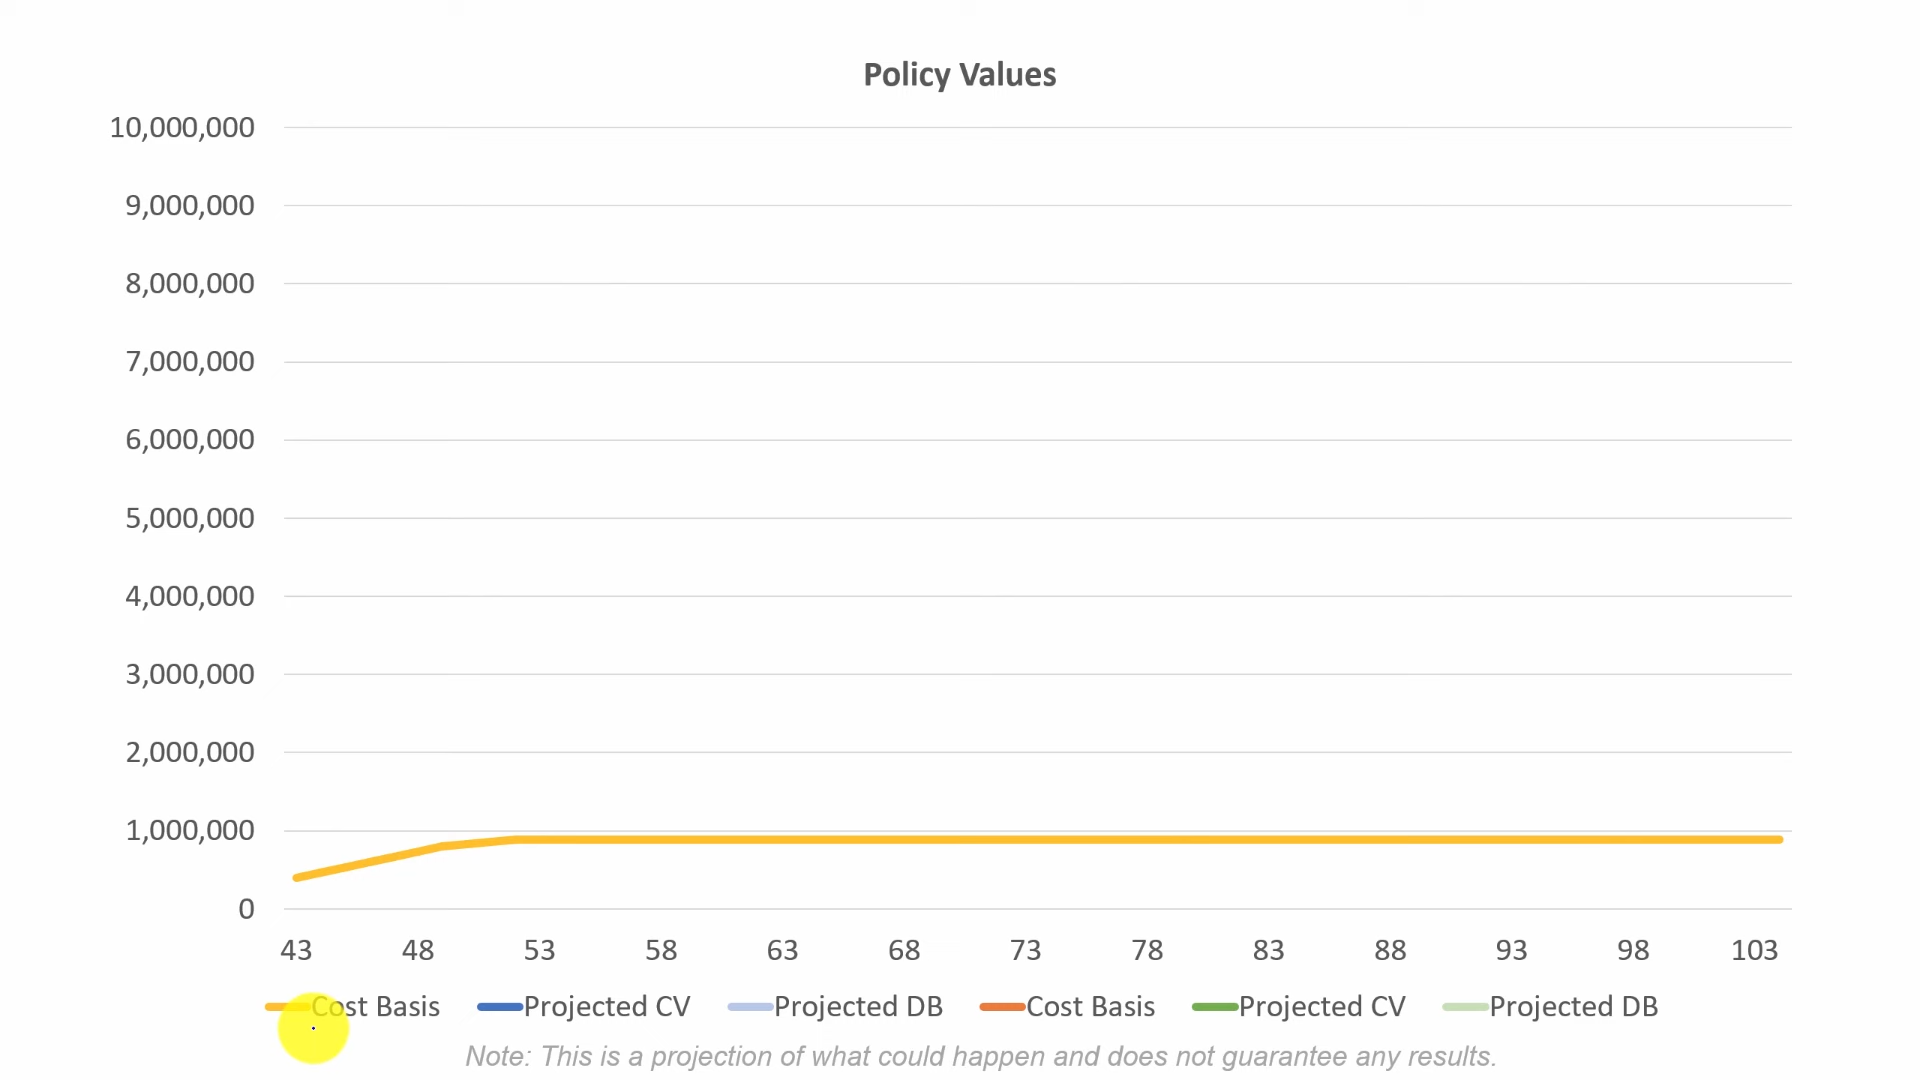 Policy Values
10,000,000
9,000,000
8,000,000
7,000,000
6,000,000
5,000,000
4,000,000
3,000,000
2,000,000
1,000,000
0
43 48 53 58 63 68 73 78 83 88 93 98 103
Cost Basis Projected CV Projected DB Cost Basis Projected CV Projected DB
Note: This is a projection of what could happen and does not guarantee any results.